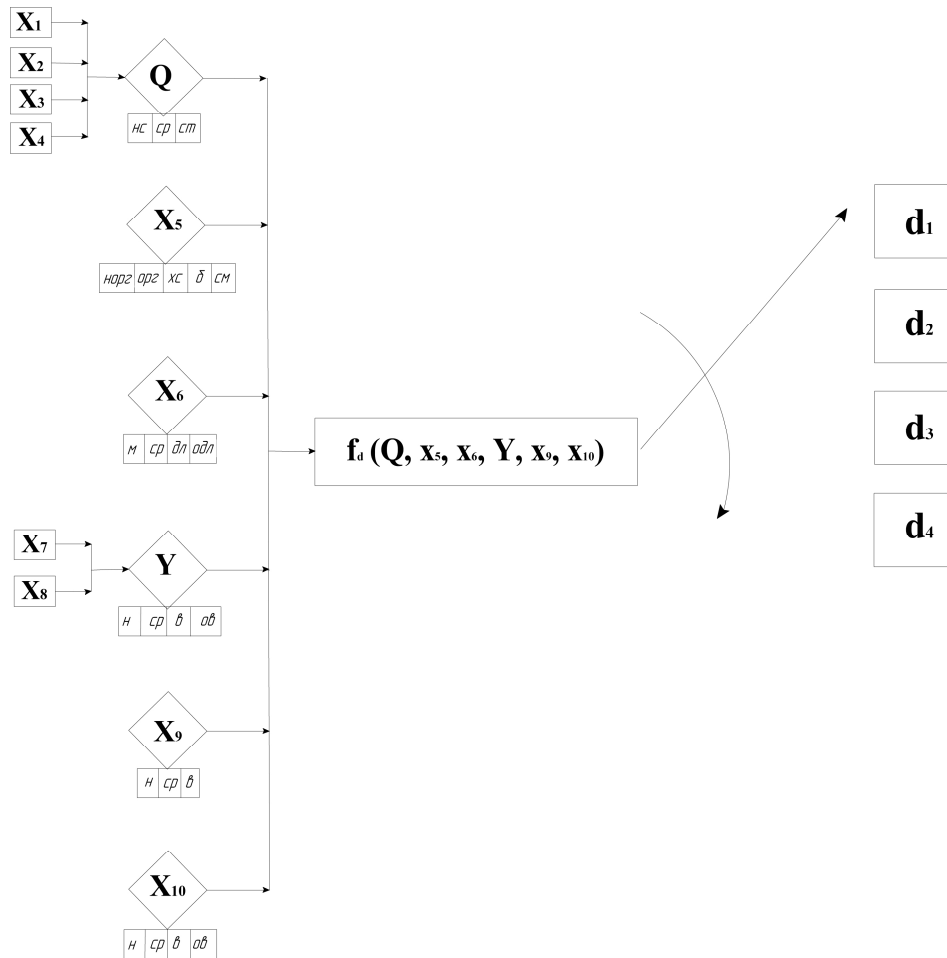 X₁
X₂
X₃
X₄
Q
нс ср ст
X₅
норг орг хс б см
X₆
м ср дл одл
f_d (Q, x₅, x₆, Y, x₉, x₁₀)
X₇
X₈
Y
н ср в ов
X₉
н ср в
X₁₀
н ср в ов
d₁
d₂
d₃
d₄